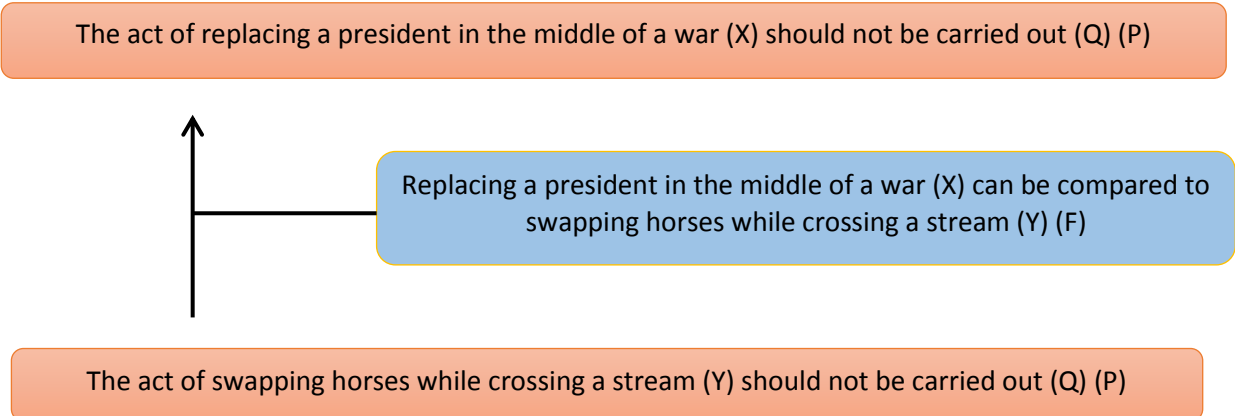 The act of replacing a president in the middle of a war (X) should not be carried out (Q) (P)
Replacing a president in the middle of a war (X) can be compared to
swapping horses while crossing a stream (Y) (F)
The act of swapping horses while crossing a stream (Y) should not be carried out (Q) (P)